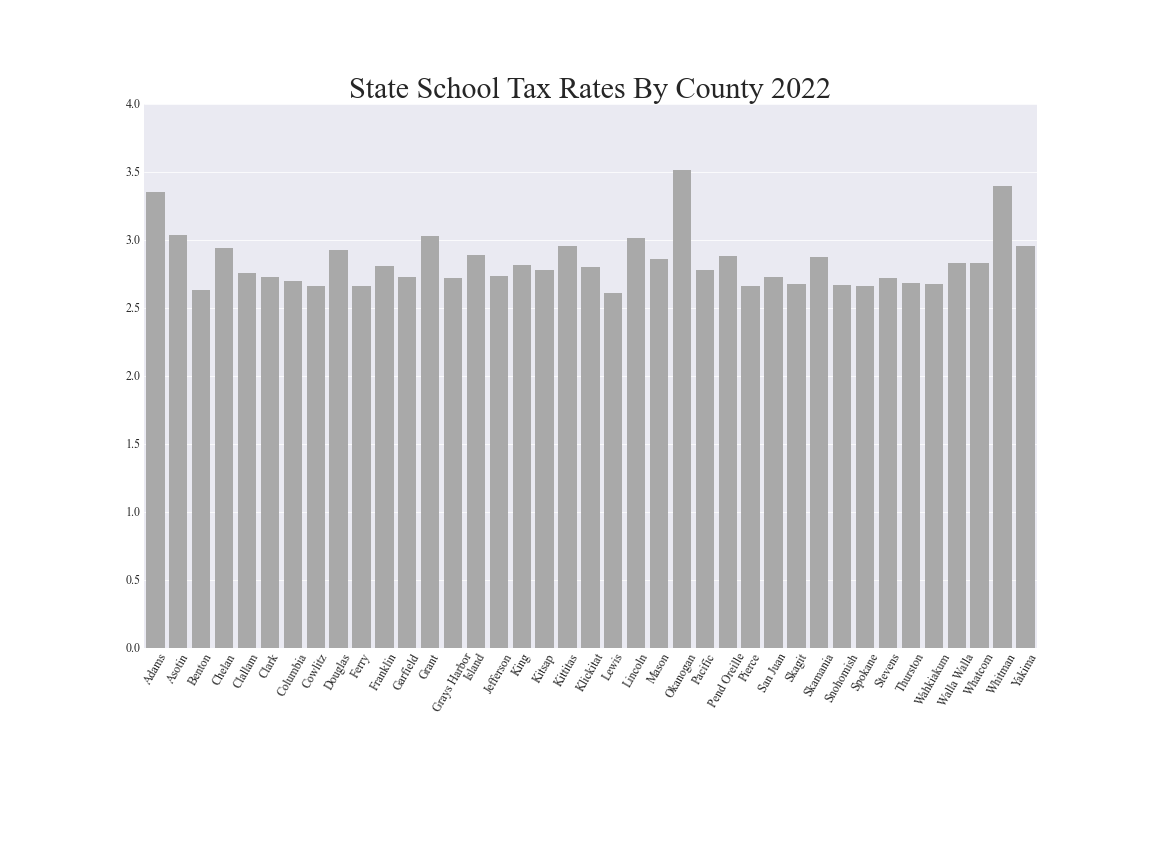 State School Tax Rates By County 2022
4.0
3.5
3.0
2.5
2.0
1.5
1.0
0.5
0.0
Adams
Asotin
Benton
Chelan
Clallam
Clark
Columbia
Cowlitz
Douglas
Ferry
Franklin
Garfield
Grant
Grays Harbor
Island
Jefferson
King
Kitsap
Kittitas
Klickitat
Lewis
Lincoln
Mason
Okanogan
Pacific
Pend Oreille
Pierce
San Juan
Skagit
Skamania
Snohomish
Spokane
Stevens
Thurston
Wahkiakum
Walla Walla
Whatcom
Whitman
Yakima